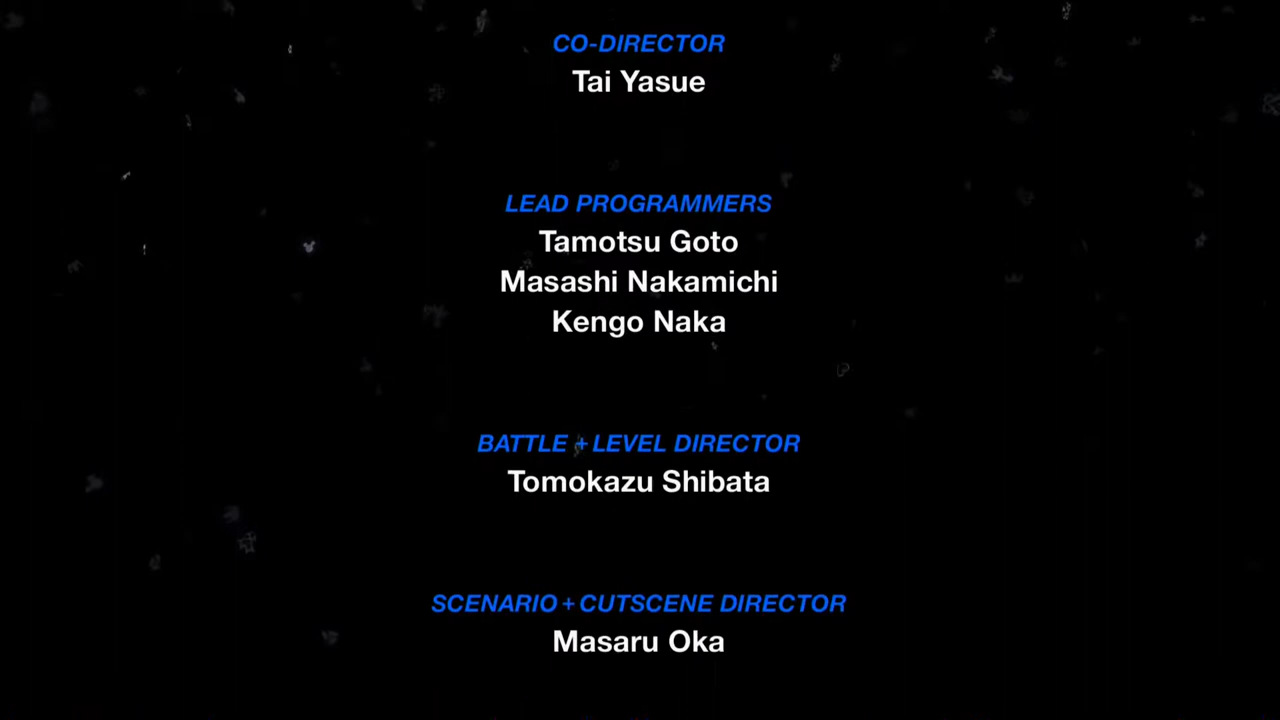 CO-DIRECTOR
Tai Yasue
LEAD PROGRAMMERS
Tamotsu Goto
Masashi Nakamichi
Kengo Naka
BATTLE + LEVEL DIRECTOR
Tomokazu Shibata
SCENARIO + CUTSCENE DIRECTOR
Masaru Oka